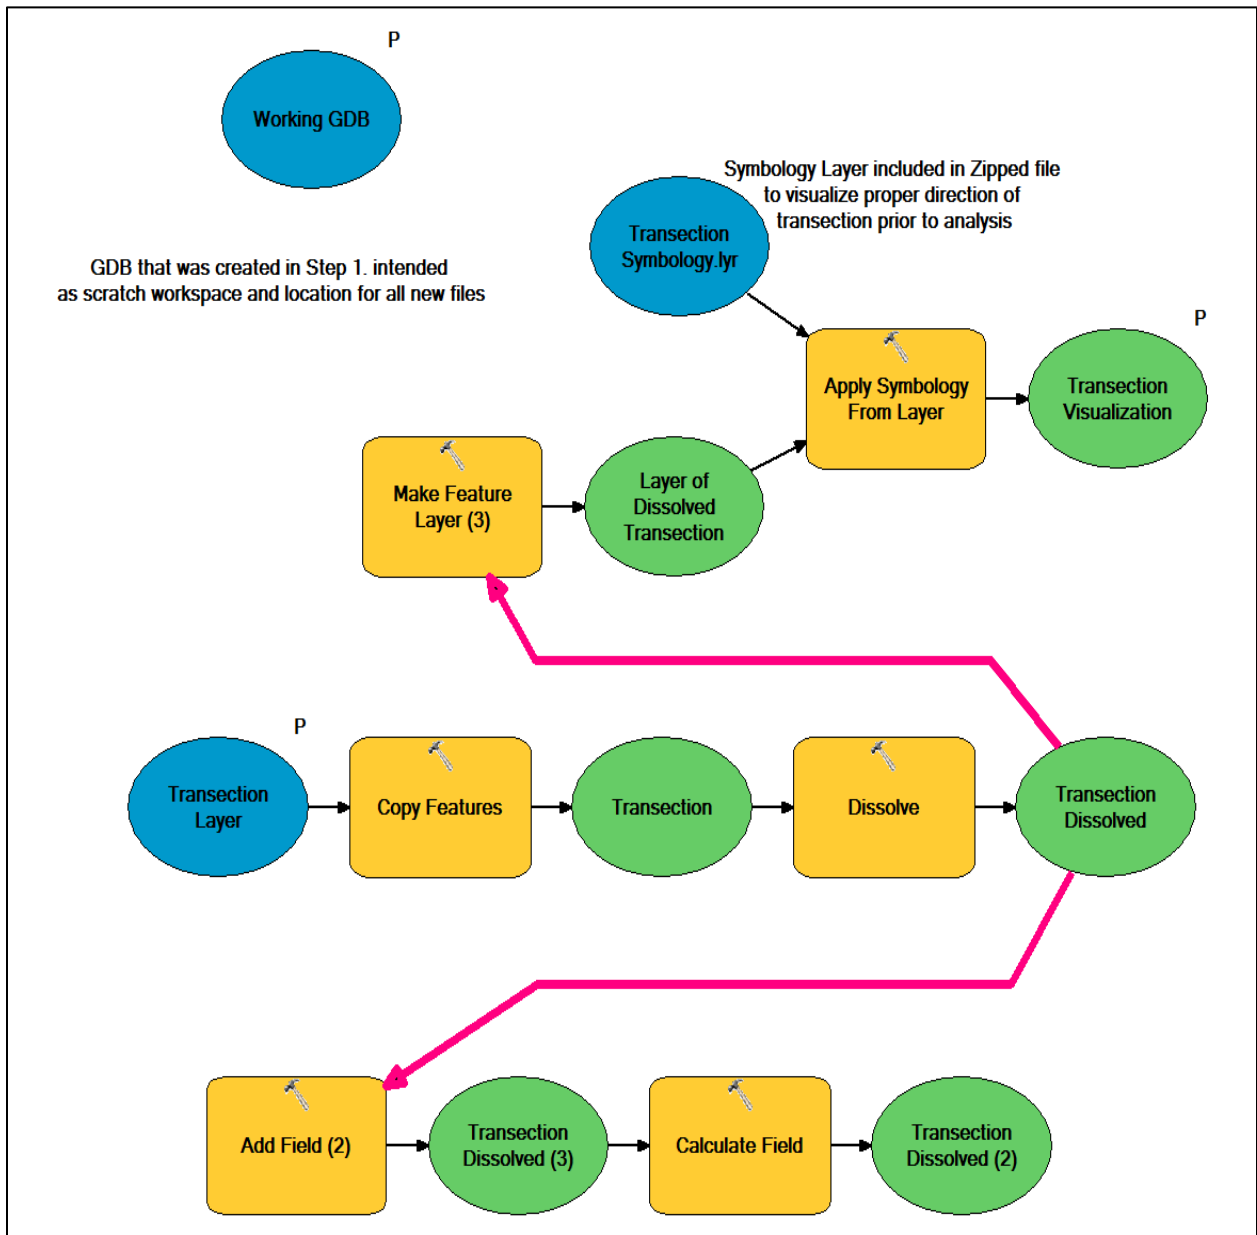 P
Working GDB
GDB that was created in Step 1. intended
as scratch workspace and location for all new files
Symbology Layer included in Zipped file
to visualize proper direction of
transection prior to analysis
Transection
Symbology.lyr
Apply Symbology
From Layer
P
Transection
Visualization
Make Feature
Layer (3)
Layer of
Dissolved
Transection
P
Transection
Layer
Copy Features
Transection
Dissolve
Transection
Dissolved
Add Field (2)
Transection
Dissolved (3)
Calculate Field
Transection
Dissolved (2)